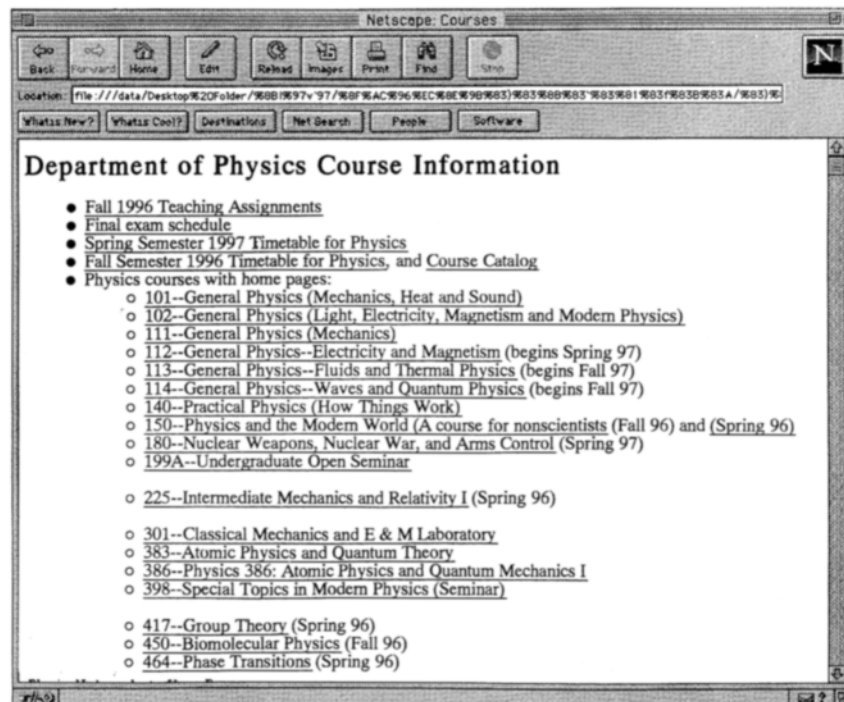 Netscape: Courses
Back Forward Home Edit Reload Images Print Find Stop
N
Location:
What's New? What's Cool? Destinations Net Search People Software
Department of Physics Course Information
● Fall 1996 Teaching Assignments
● Final exam schedule
● Spring Semester 1997 Timetable for Physics
● Fall Semester 1996 Timetable for Physics, and Course Catalog
● Physics courses with home pages:
○ 101--General Physics (Mechanics, Heat and Sound)
○ 102--General Physics (Light, Electricity, Magnetism and Modern Physics)
○ 111--General Physics (Mechanics)
○ 112--General Physics--Electricity and Magnetism (begins Spring 97)
○ 113--General Physics--Fluids and Thermal Physics (begins Fall 97)
○ 114--General Physics--Waves and Quantum Physics (begins Fall 97)
○ 140--Practical Physics (How Things Work)
○ 150--Physics and the Modern World (A course for nonscientists (Fall 96) and (Spring 96)
○ 180--Nuclear Weapons, Nuclear War, and Arms Control (Spring 97)
○ 199A--Undergraduate Open Seminar
○ 225--Intermediate Mechanics and Relativity I (Spring 96)
○ 301--Classical Mechanics and E & M Laboratory
○ 383--Atomic Physics and Quantum Theory
○ 386--Physics 386: Atomic Physics and Quantum Mechanics I
○ 398--Special Topics in Modern Physics (Seminar)
○ 417--Group Theory (Spring 96)
○ 450--Biomolecular Physics (Fall 96)
○ 464--Phase Transitions (Spring 96)